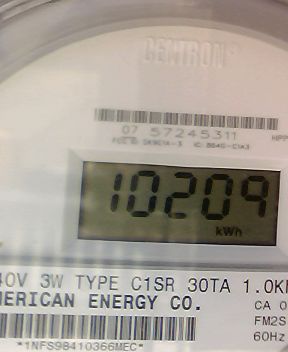 CENTRON®
07 57245311
10209
kWh
40V 3W TYPE C1SR 30TA 1.0K
MERICAN ENERGY CO.
CA 0
FM2S
60Hz
*1NFS98410366MEC*